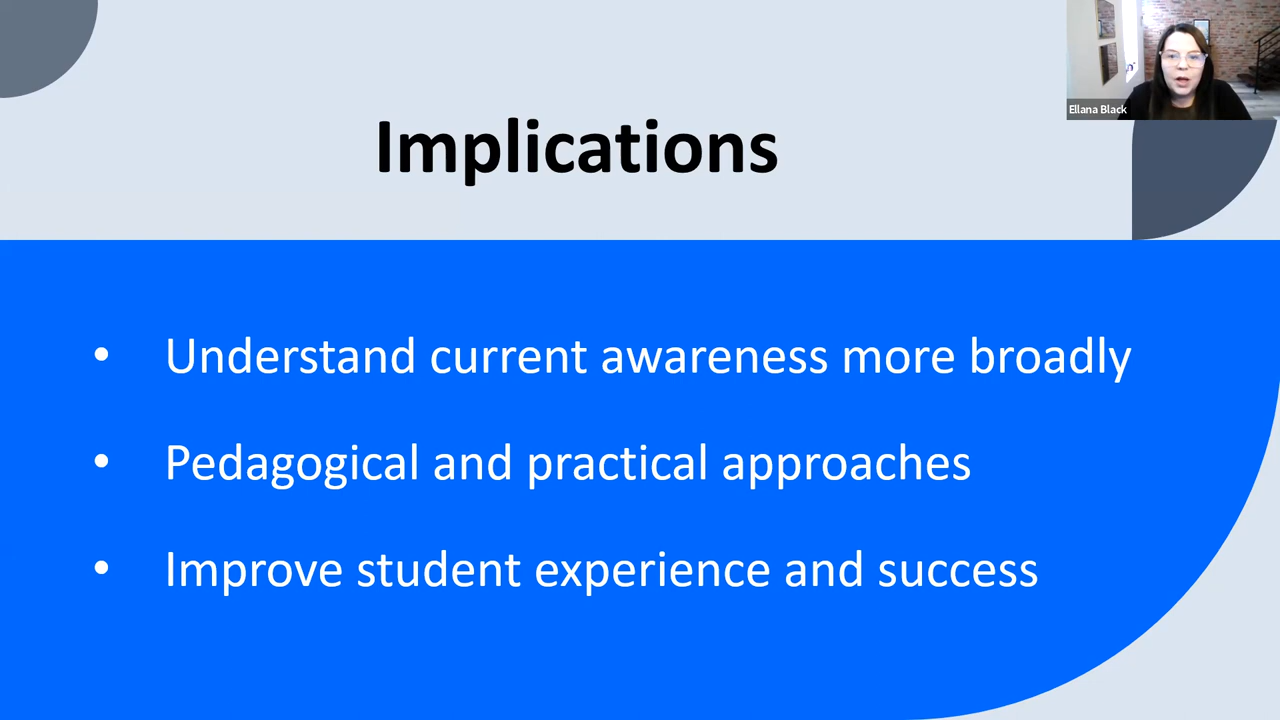 Ellana Black
Implications
• Understand current awareness more broadly
• Pedagogical and practical approaches
• Improve student experience and success